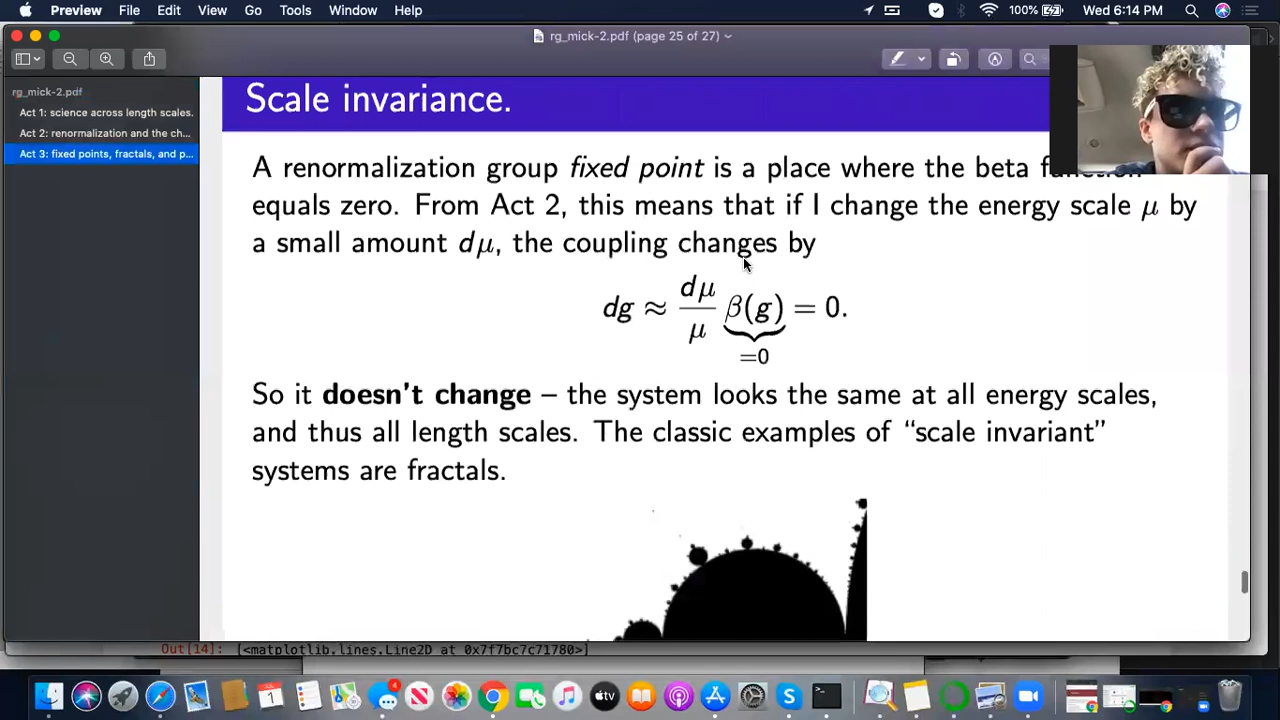 Preview File Edit View Go Tools Window Help 100% Wed 6:14 PM
rg_mick-2.pdf (page 25 of 27)
rg_mick-2.pdf
Act 1: science across length scales.
Act 2: renormalization and the ch...
Act 3: fixed points, fractals, and p...
Scale invariance.
A renormalization group fixed point is a place where the beta function
equals zero. From Act 2, this means that if I change the energy scale μ by
a small amount dμ, the coupling changes by
dg ≈ dμ/μ β(g) = 0.
=0
So it doesn't change – the system looks the same at all energy scales,
and thus all length scales. The classic examples of “scale invariant”
systems are fractals.
Out[14]: [<matplotlib.lines.Line2D at 0x7f7bc7c71780>]
4
1
tv